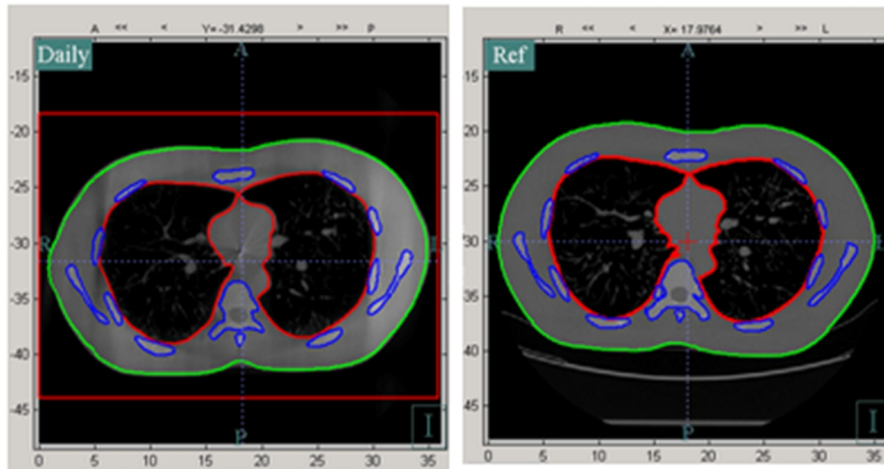 A << < Y= -31.4298 > >> P
R << < X= 17.9764 > >> L
Daily
A
Ref
A
-15
-20
-25
-30
-35
-40
-45
-15
-20
-25
-30
-35
-40
-45
R
L
R
L
P
I
P
I
0 5 10 15 20 25 30 35
0 5 10 15 20 25 30 35